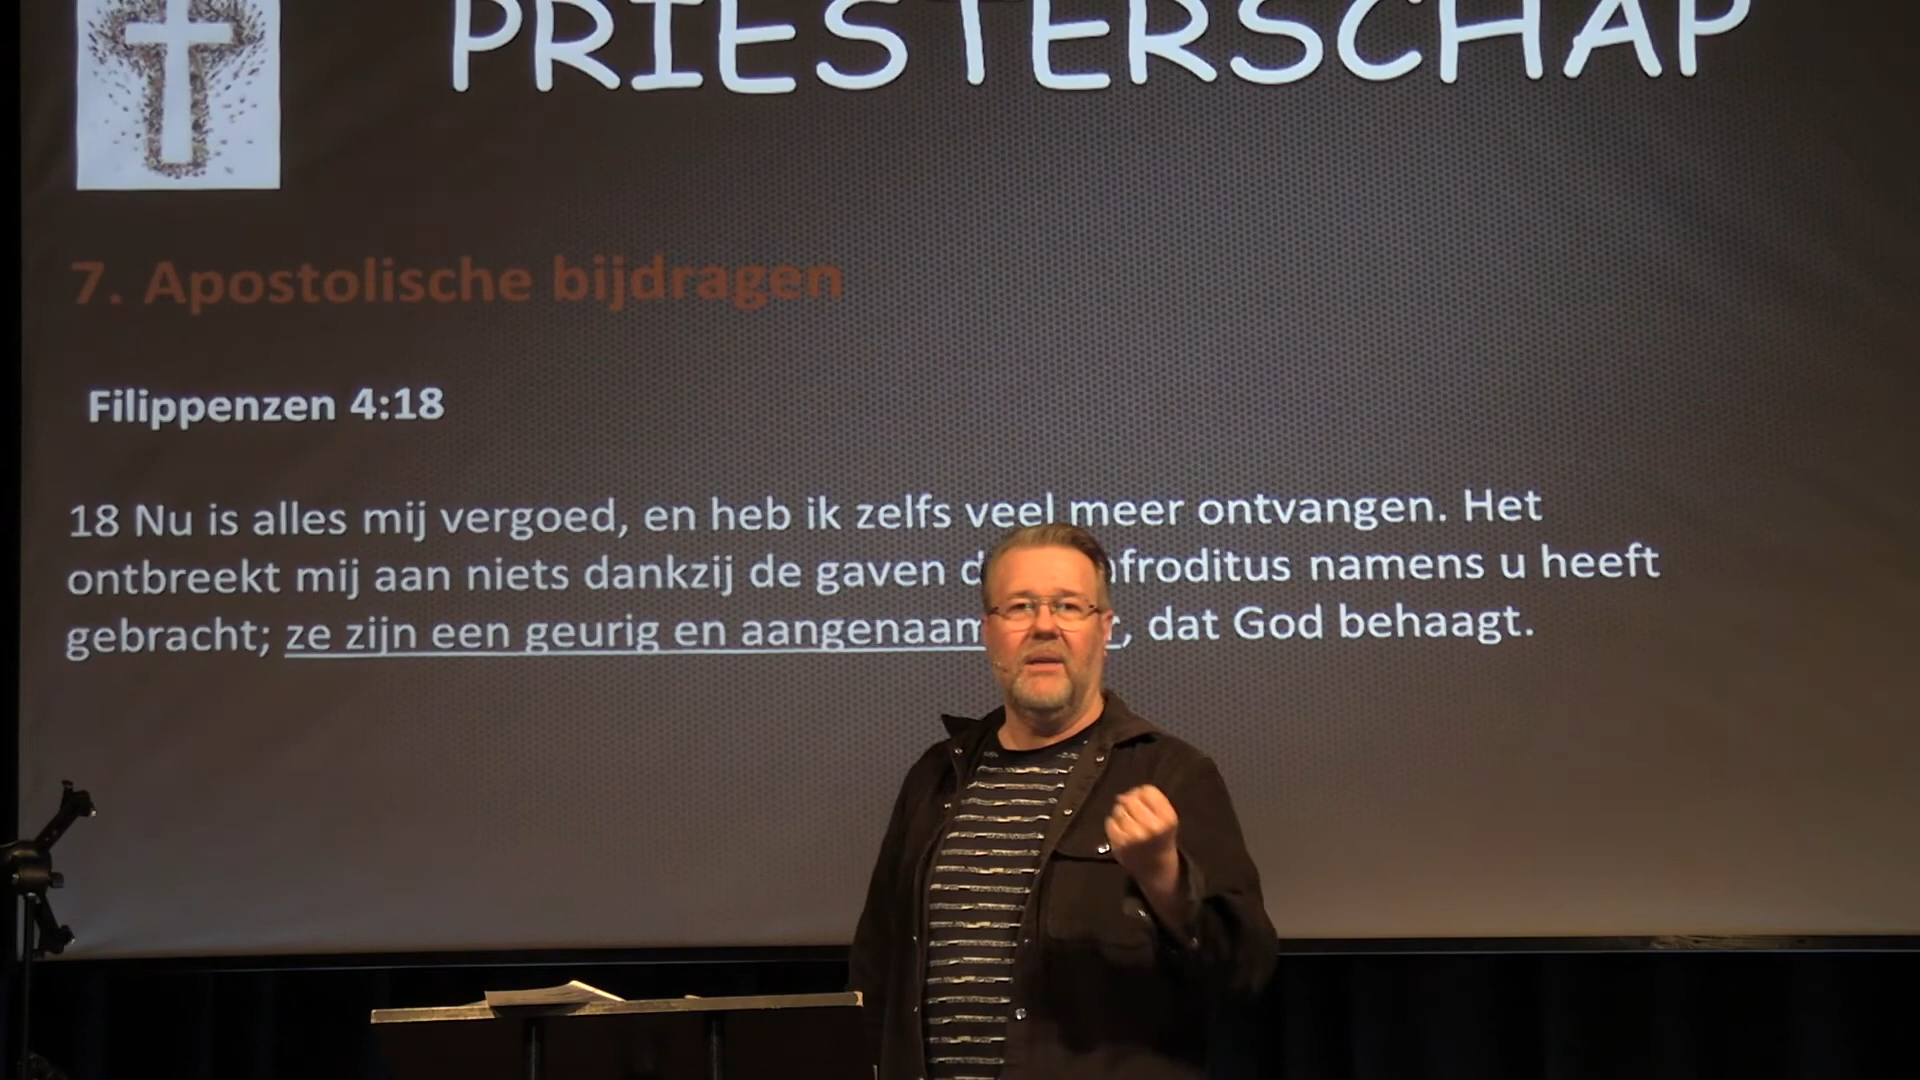 PRIESTERSCHAP
7. Apostolische bijdragen
Filippenzen 4:18
18 Nu is alles mij vergoed, en heb ik zelfs veel meer ontvangen. Het
ontbreekt mij aan niets dankzij de gaven namens u heeft
gebracht; ze zijn een geurig en aangenaam , dat God behaagt.